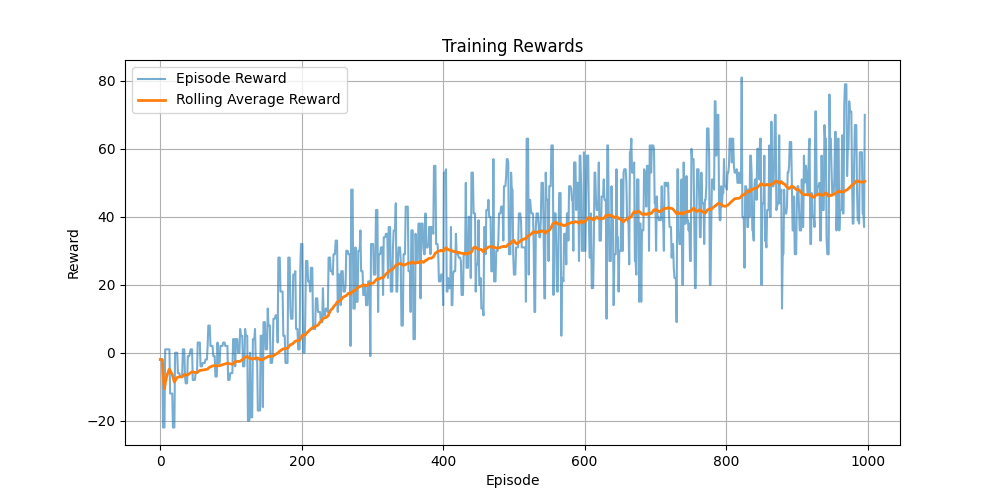 Training Rewards
Episode Reward
Rolling Average Reward
80
60
40
20
0
−20
Reward
0 200 400 600 800 1000
Episode